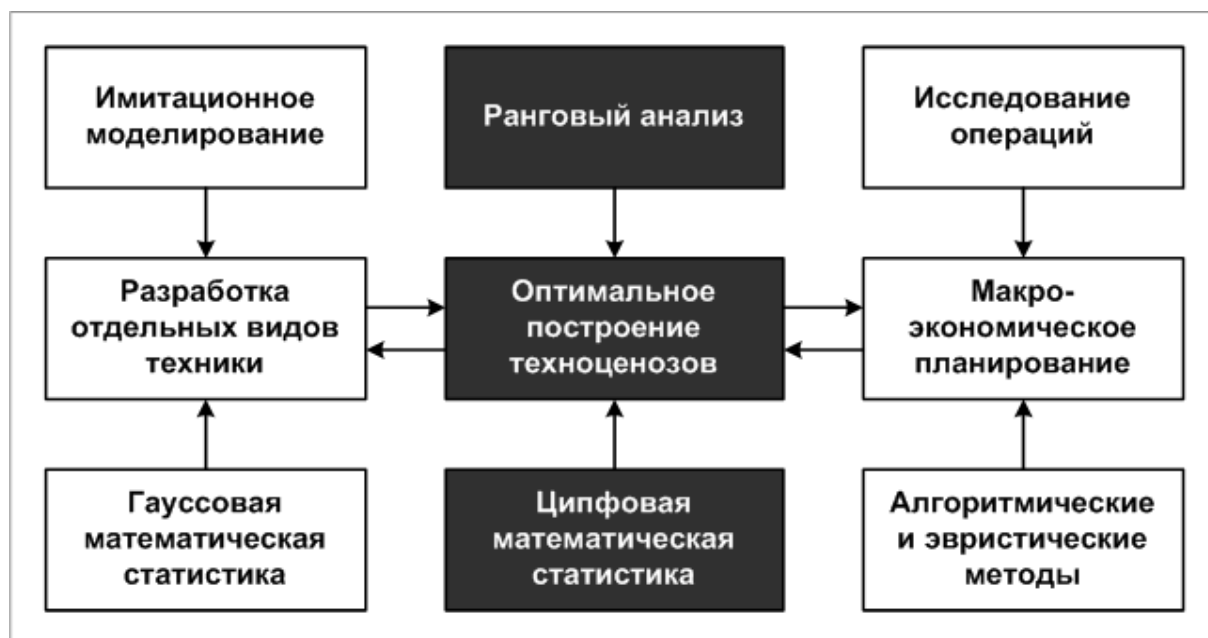 Имитационное
моделирование
Ранговый анализ
Исследование
операций
Разработка
отдельных видов
техники
Оптимальное
построение
техноценозов
Макро-
экономическое
планирование
Гауссовая
математическая
статистика
Ципфовая
математическая
статистика
Алгоритмические
и эвристические
методы